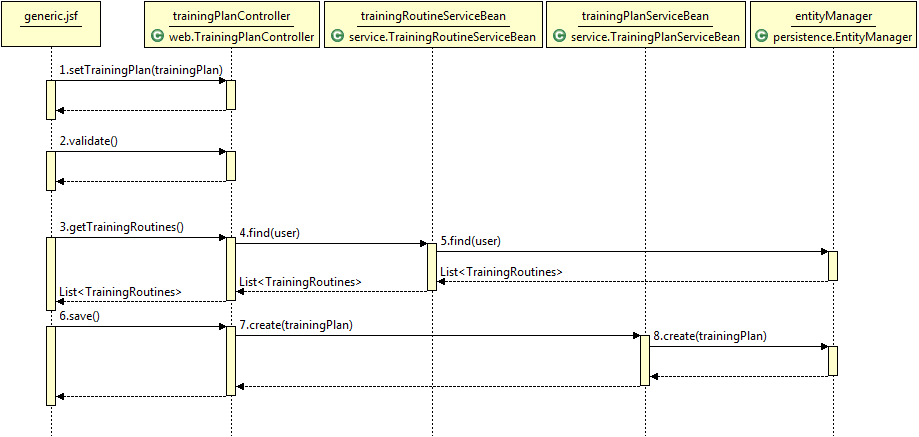 generic.jsf
trainingPlanController
C web.TrainingPlanController
trainingRoutineServiceBean
C service.TrainingRoutineServiceBean
trainingPlanServiceBean
C service.TrainingPlanServiceBean
entityManager
C persistence.EntityManager
1.setTrainingPlan(trainingPlan)
2.validate()
3.getTrainingRoutines()
4.find(user)
5.find(user)
List<TrainingRoutines>
List<TrainingRoutines>
List<TrainingRoutines>
6.save()
7.create(trainingPlan)
8.create(trainingPlan)